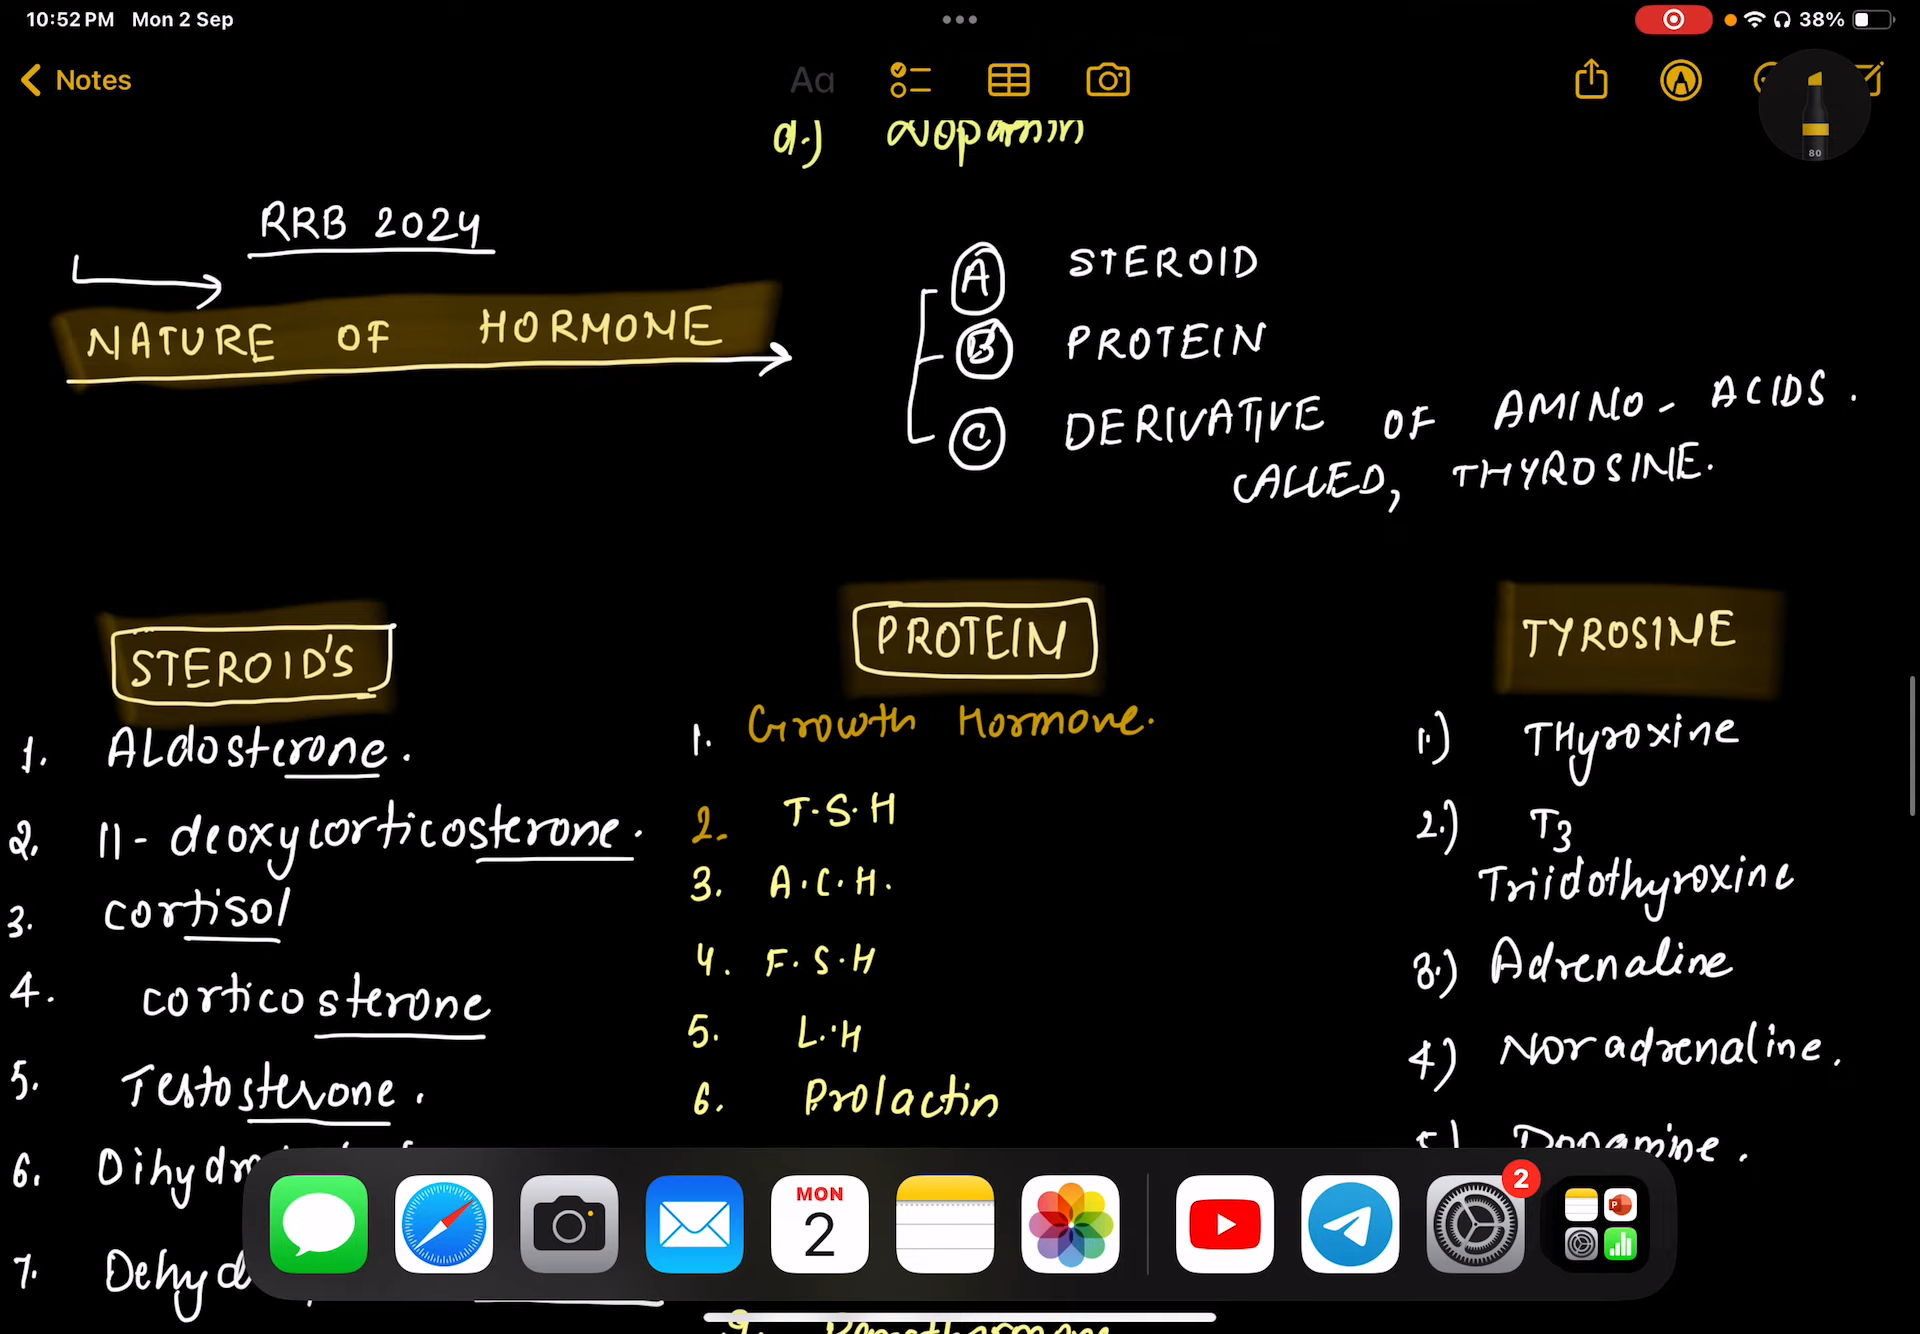 10:52 PM Mon 2 Sep
38%
Notes
Aa
80
RRB 2024
NATURE OF HORMONE
A STEROID
B PROTEIN
C DERIVATIVE OF AMINO-ACIDS.
CALLED, THYROSINE.
STEROID'S
1. ALdosterone.
2. 11-deoxycorticosterone.
3. cortisol
4. corticosterone
5. Testosterone.
6.
7.
PROTEIN
1. Growth Hormone.
2. T.S.H
3. A.C.H.
4. F.S.H
5. L.H
6. Prolactin
TYROSINE
1.) THyroxine
2.) T3
Triidothyroxine
3.) Adrenaline
4) Noradrenaline.
5) Dopamine.
MON
2
2